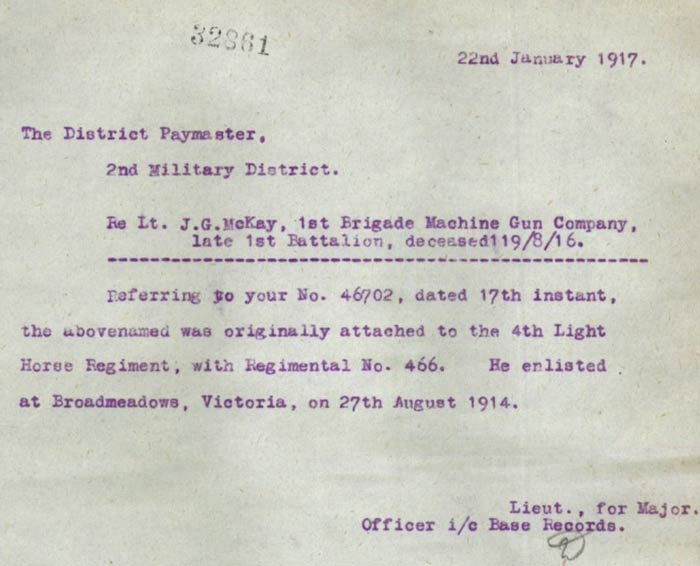 32861
22nd January 1917.
The District Paymaster,
2nd Military District.
Re Lt. J.G.McKay, 1st Brigade Machine Gun Company,
late 1st Battalion, deceased119/8/16.
Referring to your No. 46702, dated 17th instant,
the abovenamed was originally attached to the 4th Light
Horse Regiment, with Regimental No. 466. He enlisted
at Broadmeadows, Victoria, on 27th August 1914.
Lieut., for Major.
Officer i/c Base Records.